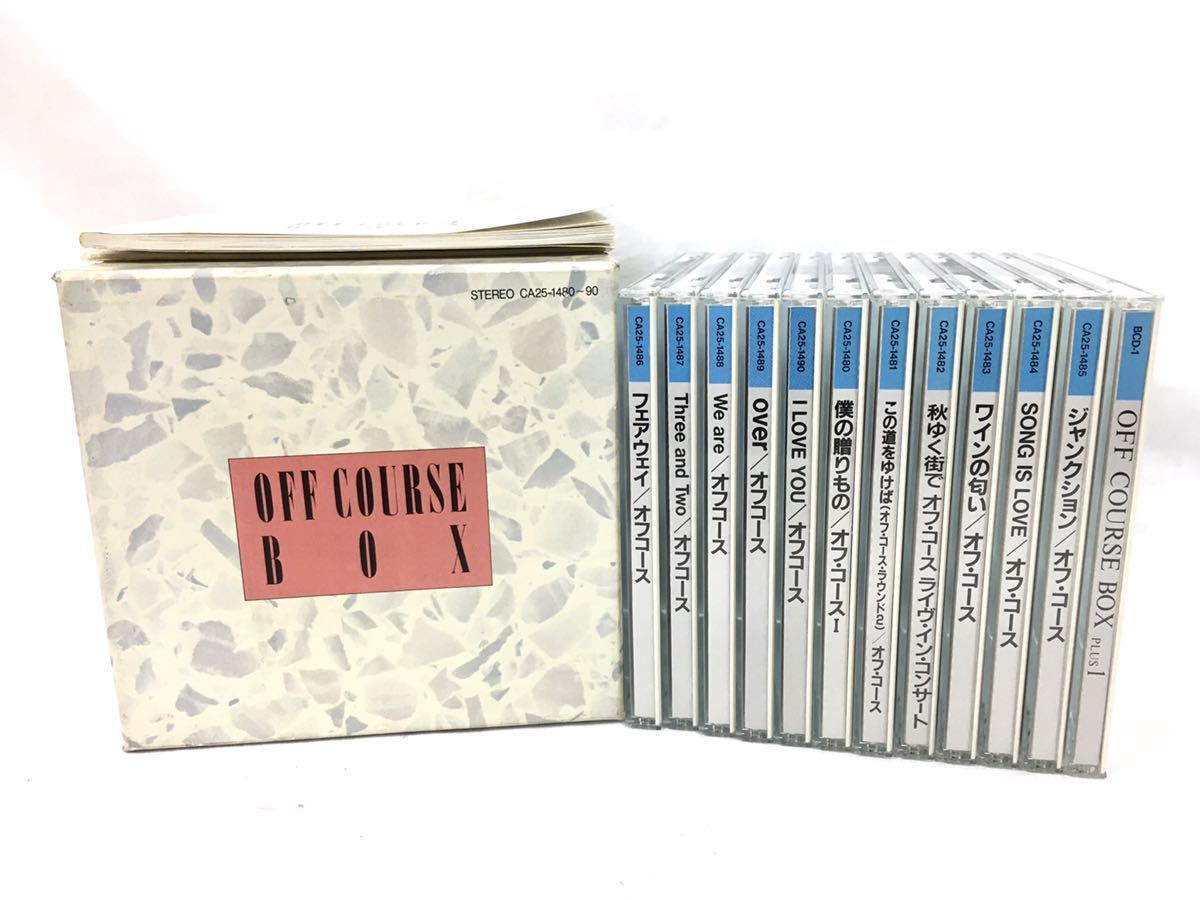 STEREO CA25-1480~90
OFF COURSE
BOX
CA25-1486
フェアウェイ/オフコース
CA25-1487
Three and Two/オフコース
CA25-1488
We are/オフコース
CA25-1489
over/オフコース
CA25-1490
I LOVE YOU/オフコース
CA25-1480
僕の贈りもの/オフ・コースI
CA25-1481
この道をゆけば(オフ・コース・ラウンド2)/オフ・コース
CA25-1482
秋ゆく街で オフ・コース ライヴ・イン・コンサート
CA25-1483
ワインの匂い/オフ・コース
CA25-1484
SONG IS LOVE/オフ・コース
CA25-1485
ジャンクション/オフ・コース
BCD-1
OFF COURSE BOX PLUS 1